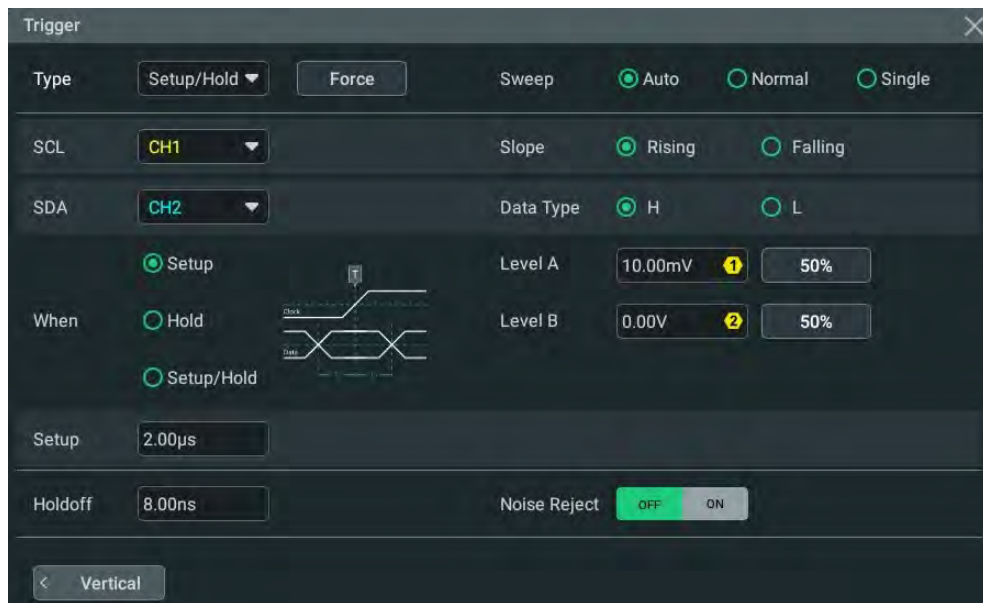 Trigger
Type Setup/Hold Force Sweep Auto Normal Single
SCL CH1 Slope Rising Falling
SDA CH2 Data Type H L
Setup
T
Level A 10.00mV 1 50%
When Hold Clock Level B 0.00V 2 50%
Data
Setup/Hold
Setup 2.00µs
Holdoff 8.00ns Noise Reject OFF ON
< Vertical